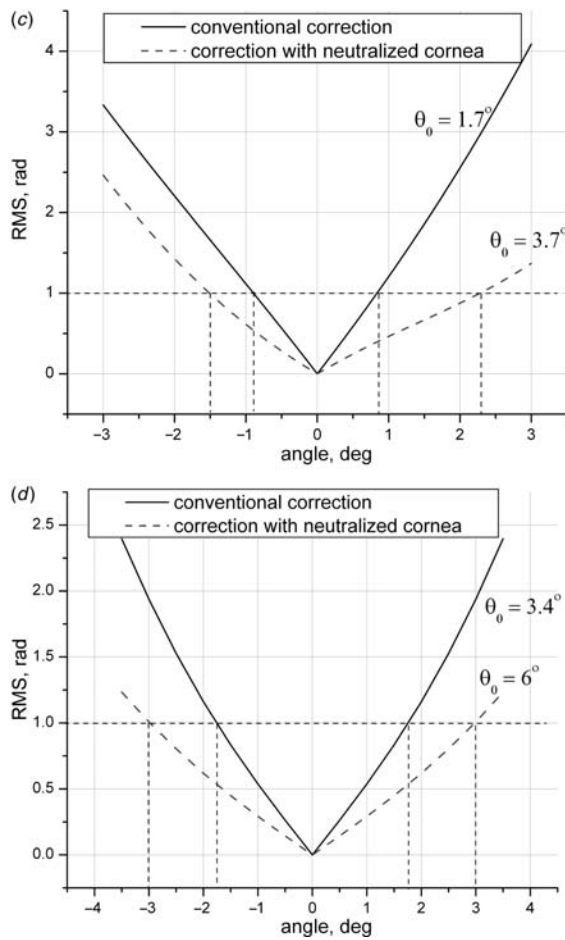 (c)
conventional correction
correction with neutralized cornea
θ0 = 1.7°
θ0 = 3.7°
4
3
2
1
0
RMS, rad
−3 −2 −1 0 1 2 3
angle, deg
(d)
conventional correction
correction with neutralized cornea
θ0 = 3.4°
θ0 = 6°
2.5
2.0
1.5
1.0
0.5
0.0
RMS, rad
−4 −3 −2 −1 0 1 2 3 4
angle, deg